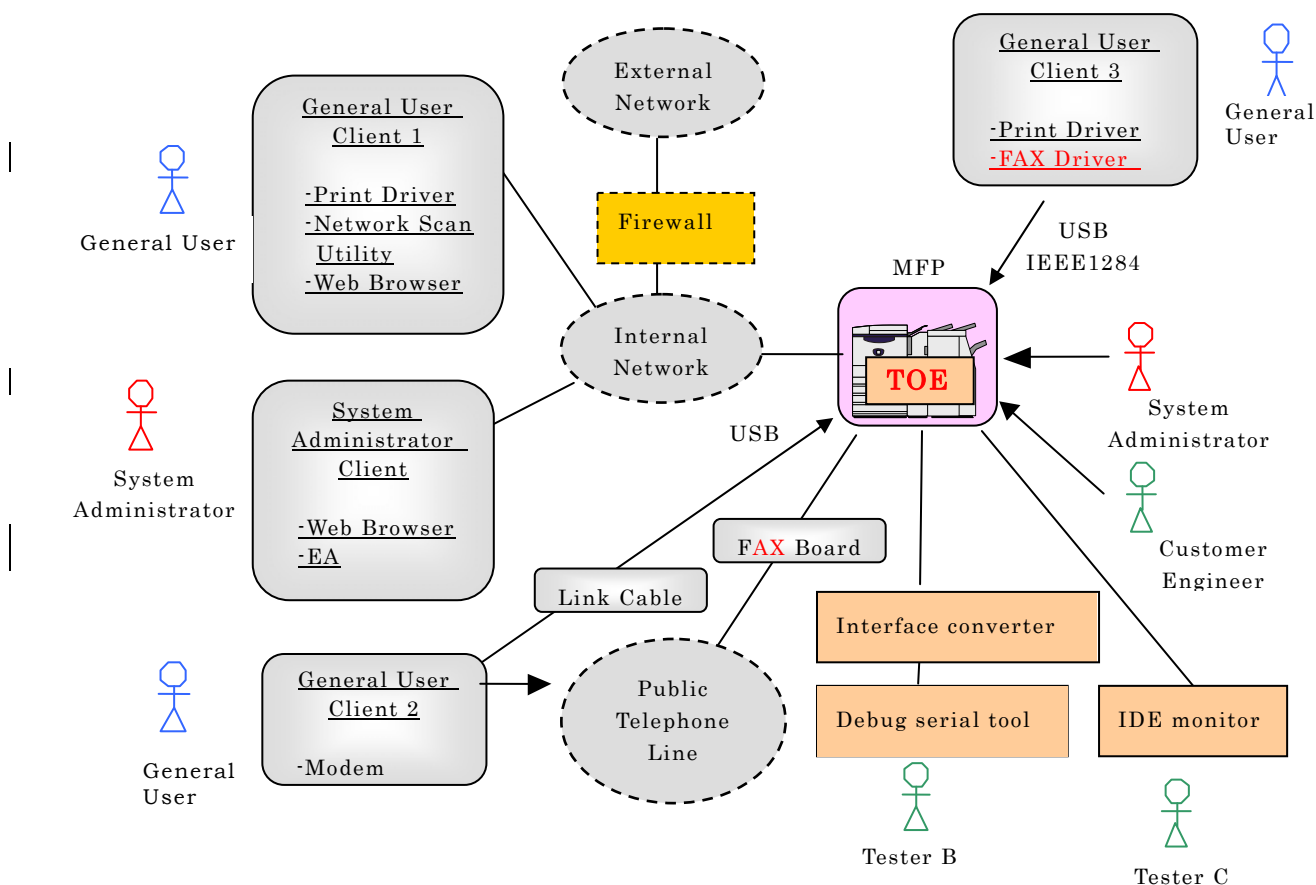 External
Network
General User
Client 3
-Print Driver
-FAX Driver
General
User
General User
Client 1
-Print Driver
-Network Scan
Utility
-Web Browser
General User
Firewall
USB
IEEE1284
MFP
TOE
Internal
Network
System
Administrator
System
Administrator
Client
-Web Browser
-EA
System
Administrator
USB
Customer
Engineer
FAX Board
Link Cable
Interface converter
General User
Client 2
-Modem
General
User
Public
Telephone
Line
Debug serial tool
IDE monitor
Tester B
Tester C